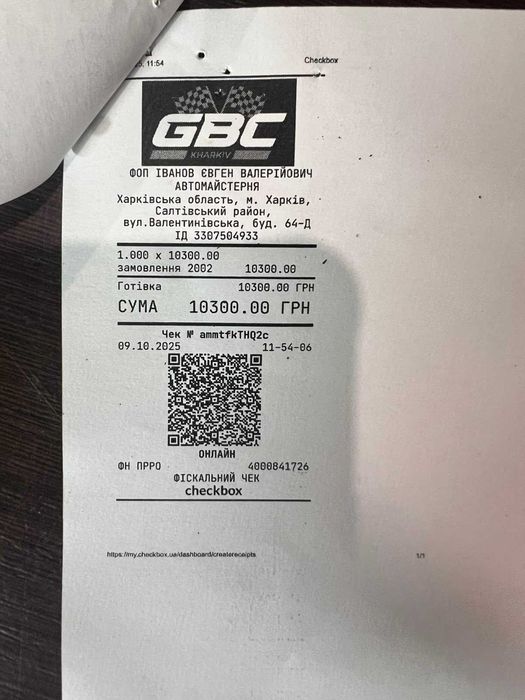 11:54
Checkbox
GBC
KHARKIV
ФОП ІВАНОВ ЄВГЕН ВАЛЕРІЙОВИЧ
АВТОМАЙСТЕРНЯ
Харківська область, м. Харків,
Салтівський район,
вул.Валентинівська, буд. 64-Д
ІД 3307504933
1.000 x 10300.00
замовлення 2002 10300.00
Готівка 10300.00 ГРН
СУМА 10300.00 ГРН
Чек № ammtfkTHQ2c
09.10.2025 11-54-06
ОНЛАЙН
ФН ПРРО 4000841726
ФІСКАЛЬНИЙ ЧЕК
checkbox
https://my.checkbox.ua/dashboard/createreceipts 1/1